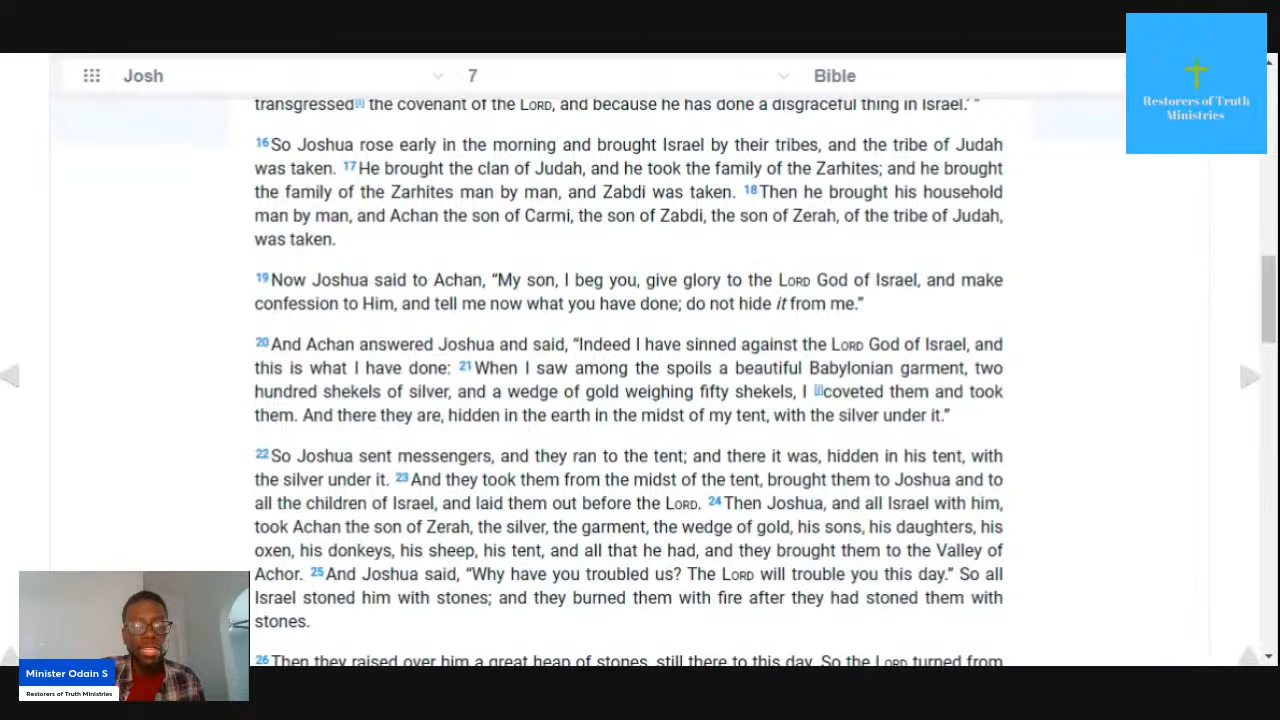 Josh
7
Bible
Restorers of Truth
Ministries
transgressed[i] the covenant of the LORD, and because he has done a disgraceful thing in Israel.' "
16 So Joshua rose early in the morning and brought Israel by their tribes, and the tribe of Judah
was taken. 17 He brought the clan of Judah, and he took the family of the Zarhites; and he brought
the family of the Zarhites man by man, and Zabdi was taken. 18 Then he brought his household
man by man, and Achan the son of Carmi, the son of Zabdi, the son of Zerah, of the tribe of Judah,
was taken.
19 Now Joshua said to Achan, “My son, I beg you, give glory to the LORD God of Israel, and make
confession to Him, and tell me now what you have done; do not hide it from me.”
20 And Achan answered Joshua and said, “Indeed I have sinned against the LORD God of Israel, and
this is what I have done: 21 When I saw among the spoils a beautiful Babylonian garment, two
hundred shekels of silver, and a wedge of gold weighing fifty shekels, I [j]coveted them and took
them. And there they are, hidden in the earth in the midst of my tent, with the silver under it.”
22 So Joshua sent messengers, and they ran to the tent; and there it was, hidden in his tent, with
the silver under it. 23 And they took them from the midst of the tent, brought them to Joshua and to
all the children of Israel, and laid them out before the LORD. 24 Then Joshua, and all Israel with him,
took Achan the son of Zerah, the silver, the garment, the wedge of gold, his sons, his daughters, his
oxen, his donkeys, his sheep, his tent, and all that he had, and they brought them to the Valley of
Achor. 25 And Joshua said, “Why have you troubled us? The LORD will trouble you this day.” So all
Israel stoned him with stones; and they burned them with fire after they had stoned them with
stones.
26 Then they raised over him a great heap of stones, still there to this day. So the LORD turned from
Minister Odain S
Restorers of Truth Ministries